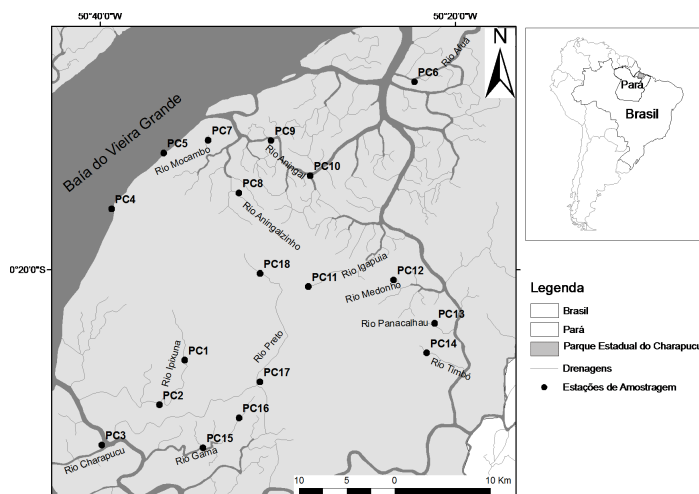 50°40'0"W
50°20'0"W
N
Rio Afuá
PC6
Baía do Vieira Grande
PC5
PC7
PC9
Rio Mocambo
Rio Aningal
PC10
PC4
PC8
Rio Aningalzinho
0°20'0"S
PC18
PC11
Rio Igapuia
PC12
Rio Medonho
PC13
Rio Panacalhau
PC1
Rio Ipixuna
Rio Preto
PC14
Rio Timbó
PC17
PC2
PC16
PC3
PC15
Rio Charapucu
Rio Gama
10 5 0 10 Km
Pará
Brasil
Legenda
Brasil
Pará
Parque Estadual do Charapucu
Drenagens
Estações de Amostragem